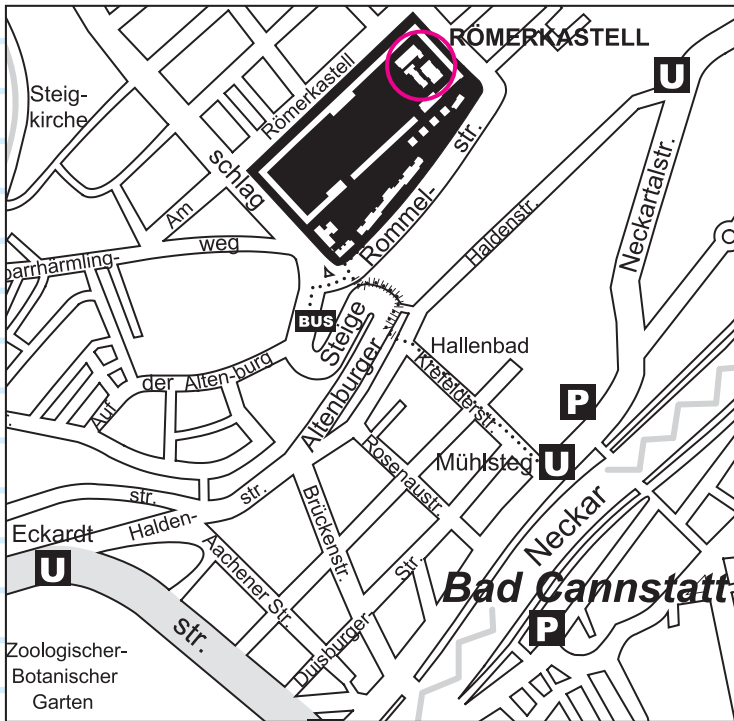 RÖMERKASTELL
U
Steig-
kirche
Römerkastell
schlag
str.
Am
Rommel-
Neckartalstr.
weg
Haldenstr.
parrhärmling-
BUS
Steige
Hallenbad
der Alten-burg
Altenburger
Krefelderstr.
P
Auf
Rosenaustr.
Mühlsteg
U
str.
str.
Brückenstr.
Neckar
Halden-
Eckardt
U
Aachener Str.
Str.
Bad Cannstatt
P
str.
Duisburger-
Zoologischer-
Botanischer
Garten